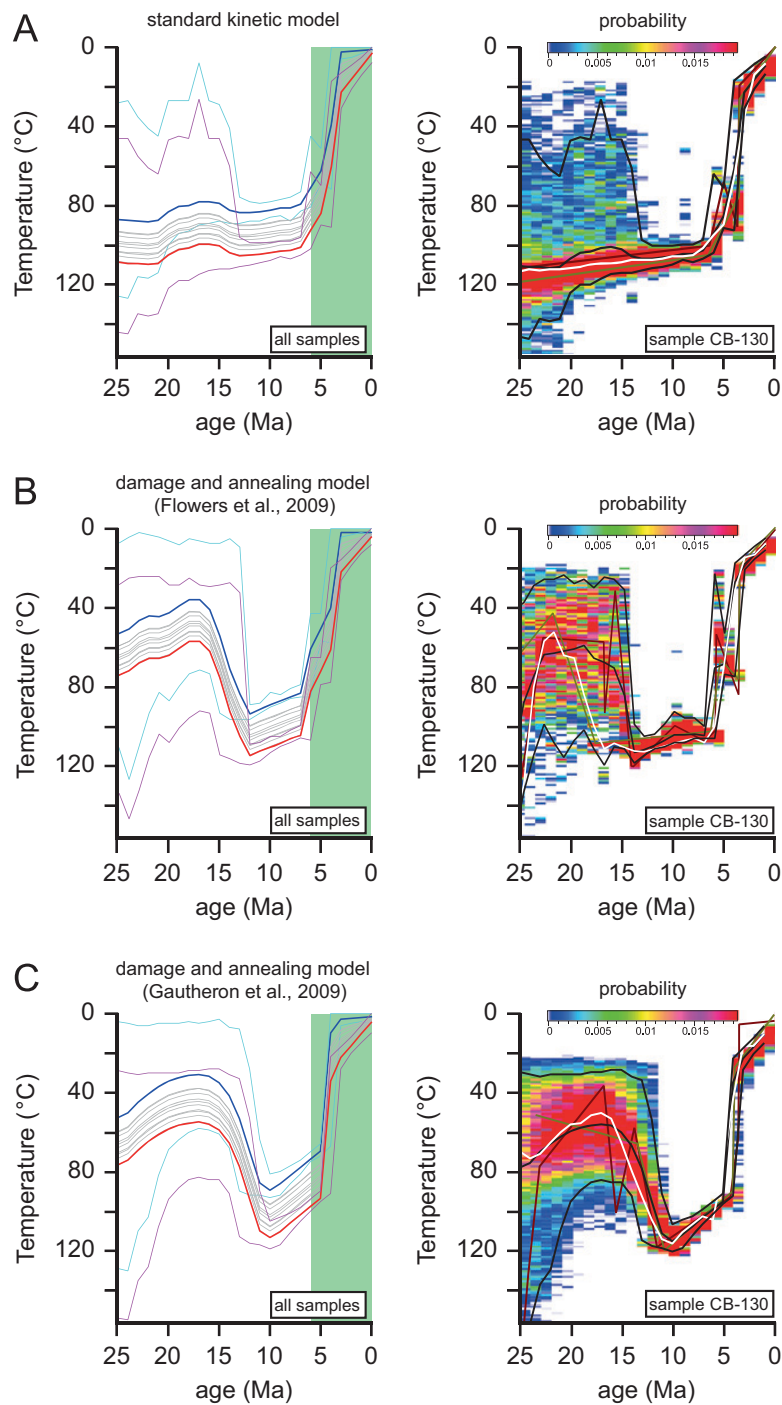 A
standard kinetic model
probability
0 0.005 0.01 0.015
0
40
80
120
Temperature (°C)
all samples
25 20 15 10 5 0
age (Ma)
0
40
80
120
Temperature (°C)
sample CB-130
25 20 15 10 5 0
age (Ma)
B
damage and annealing model
(Flowers et al., 2009)
probability
0 0.005 0.01 0.015
0
40
80
120
Temperature (°C)
all samples
25 20 15 10 5 0
age (Ma)
0
40
80
120
Temperature (°C)
sample CB-130
25 20 15 10 5 0
age (Ma)
C
damage and annealing model
(Gautheron et al., 2009)
probability
0 0.005 0.01 0.015
0
40
80
120
Temperature (°C)
all samples
25 20 15 10 5 0
age (Ma)
0
40
80
120
Temperature (°C)
sample CB-130
25 20 15 10 5 0
age (Ma)